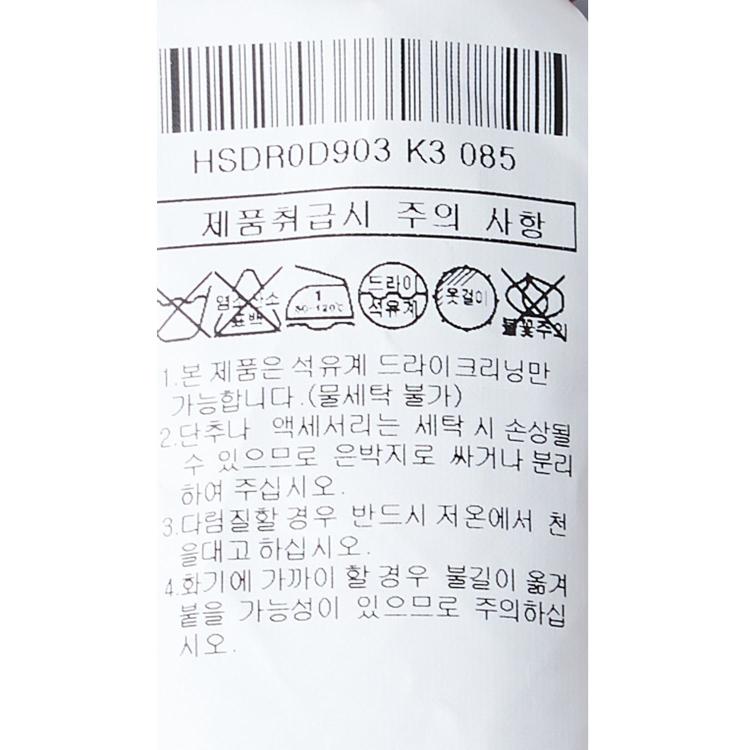 HSDR0D903 K3 085
제품취급시 주의 사항
염소산소
표백
1
80~120℃
드라이
석유계
옷걸이
불꽃주의
1.본 제품은 석유계 드라이크리닝만
가능합니다.(물세탁 불가)
2.단추나 액세서리는 세탁 시 손상될
수 있으므로 은박지로 싸거나 분리
하여 주십시오.
3.다림질할 경우 반드시 저온에서 천
을대고 하십시오.
4.화기에 가까이 할 경우 불길이 옮겨
붙을 가능성이 있으므로 주의하십
시오.